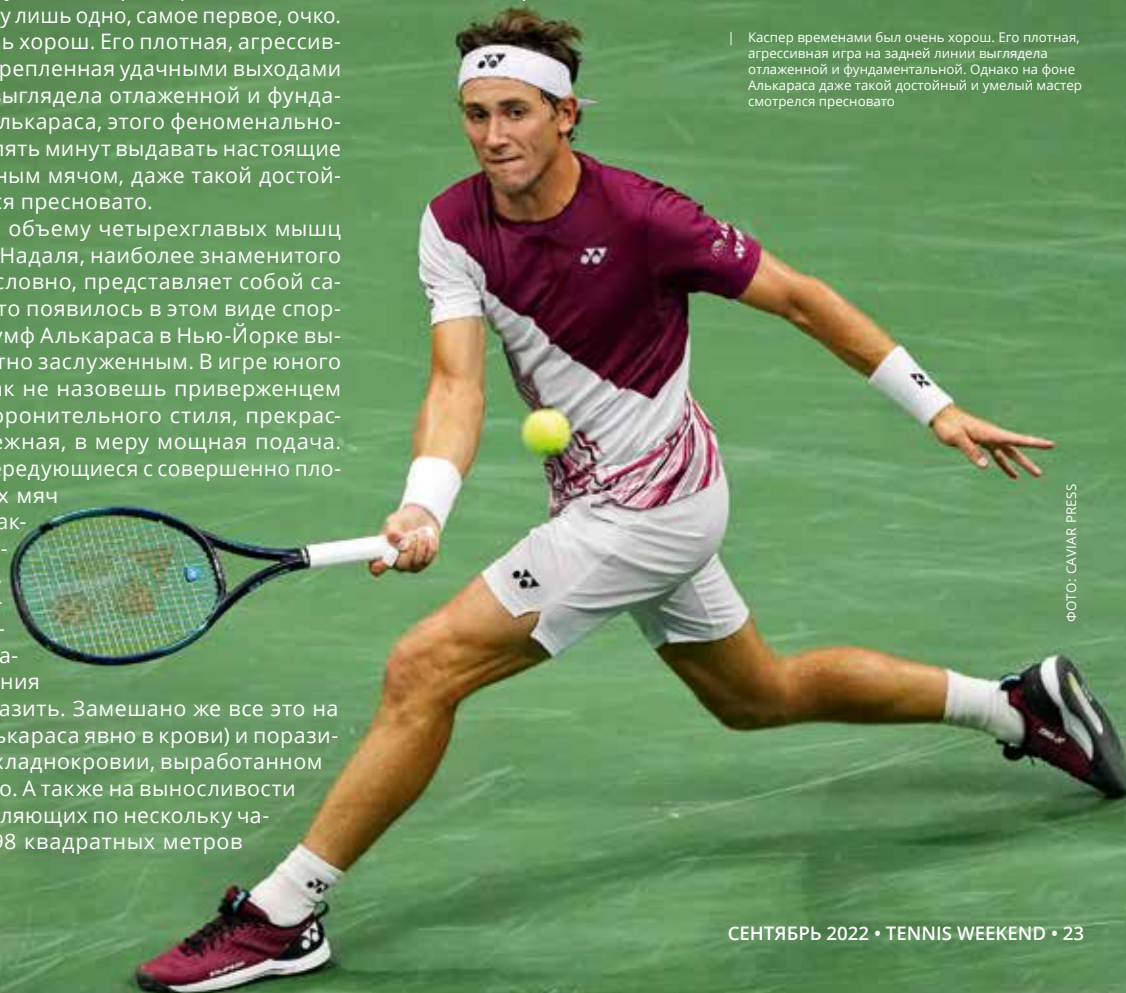 у лишь одно, самое первое, очко.
ь хорош. Его плотная, агрессив-
репленная удачными выходами
выглядела отлаженной и фунда-
лькараса, этого феноменально-
пять минут выдавать настоящие
ным мячом, даже такой достой-
ся пресновато.
объему четырехглавых мышц
Надаля, наиболее знаменитого
словно, представляет собой са-
то появилось в этом виде спор-
умф Алькараса в Нью-Йорке вы-
тно заслуженным. В игре юного
ак не назовешь приверженцем
оронительного стиля, прекрас-
ежная, в меру мощная подача.
ередующиеся с совершенно пло-
х мяч
ак-
-
-
-
а-
ния
азить. Замешано же все это на
ькараса явно в крови) и порази-
хладнокровии, выработанном
о. А также на выносливости
ляющих по нескольку ча-
98 квадратных метров
| Каспер временами был очень хорош. Его плотная,
агрессивная игра на задней линии выглядела
отлаженной и фундаментальной. Однако на фоне
Алькараса даже такой достойный и умелый мастер
смотрелся пресновато
ФОТО: CAVIAR PRESS
СЕНТЯБРЬ 2022 • TENNIS WEEKEND • 23